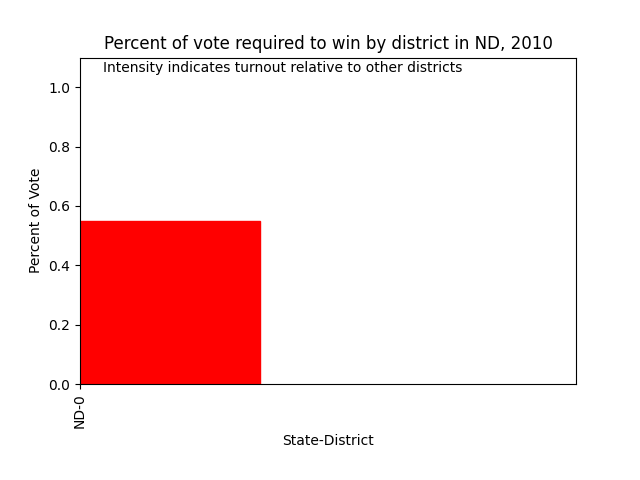 Percent of vote required to win by district in ND, 2010
Intensity indicates turnout relative to other districts
Percent of Vote
1.0
0.8
0.6
0.4
0.2
0.0
ND-0
State-District